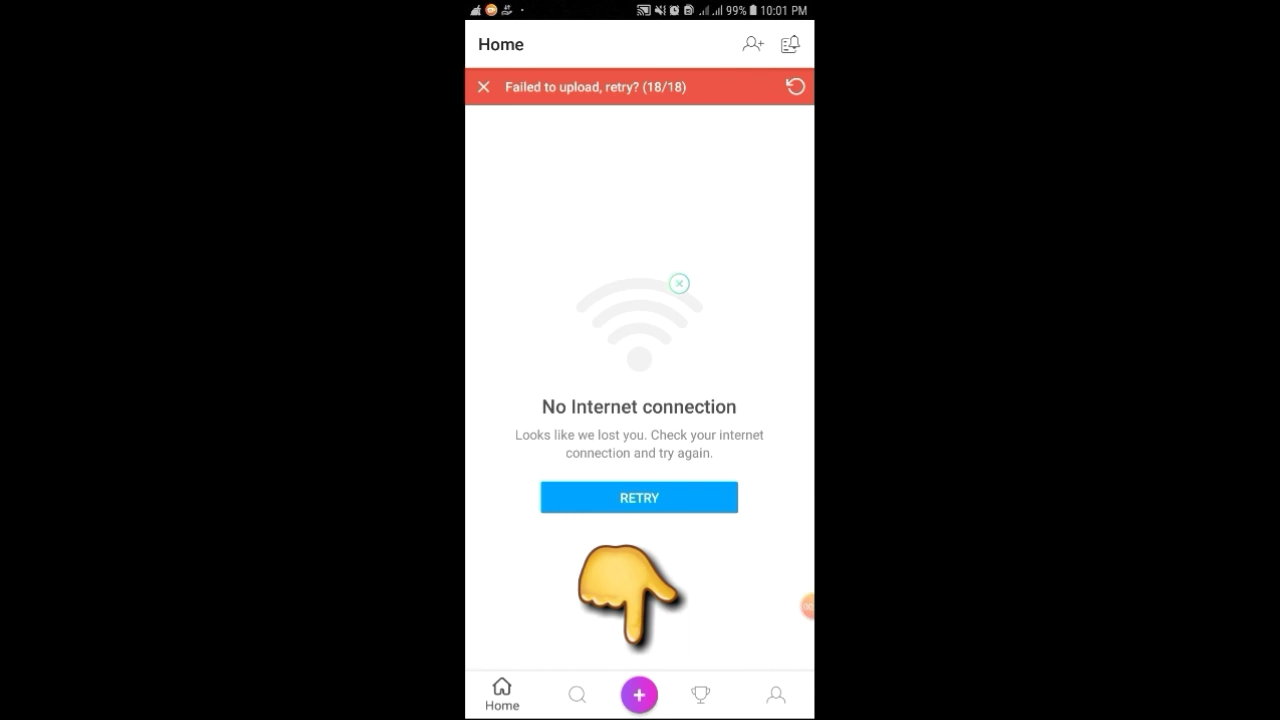 99% 10:01 PM
Home
Failed to upload, retry? (18/18)
No Internet connection
Looks like we lost you. Check your internet
connection and try again.
RETRY
Home